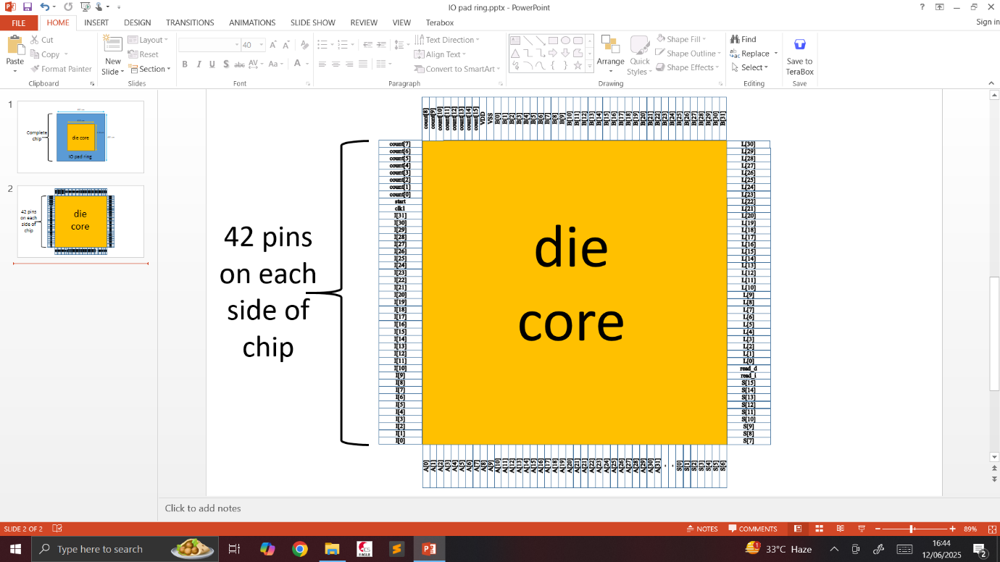 IO pad ring.pptx - PowerPoint
?
FILE
HOME
INSERT
DESIGN
TRANSITIONS
ANIMATIONS
SLIDE SHOW
REVIEW
VIEW
Terabox
Sign in
Paste
Cut
Copy
Format Painter
Clipboard
New
Slide
Layout
Reset
Section
Slides
40
B I U S abc AV Aa A
Font
Text Direction
Align Text
Convert to SmartArt
Paragraph
Arrange
Quick
Styles
Shape Fill
Shape Outline
Shape Effects
Drawing
Find
Replace
Select
Editing
Save to
TeraBox
Save
1
Complete
chip
die core
IO pad ring
2
42 pins
on each
side of
chip
die
core
count[8]
count[9]
count[10]
count[11]
count[12]
count[13]
count[14]
count[15]
VDD
VSS
B[0]
B[1]
B[2]
B[3]
B[4]
B[5]
B[6]
B[7]
B[8]
B[9]
B[10]
B[11]
B[12]
B[13]
B[14]
B[15]
B[16]
B[17]
B[18]
B[19]
B[20]
B[21]
B[22]
B[23]
B[24]
B[25]
B[26]
B[27]
B[28]
B[29]
B[30]
B[31]
42 pins
on each
side of
chip
count[7]
count[6]
count[5]
count[4]
count[3]
count[2]
count[1]
count[0]
start
clk1
I[31]
I[30]
I[29]
I[28]
I[27]
I[26]
I[25]
I[24]
I[23]
I[22]
I[21]
I[20]
I[19]
I[18]
I[17]
I[16]
I[15]
I[14]
I[13]
I[12]
I[11]
I[10]
I[9]
I[8]
I[7]
I[6]
I[5]
I[4]
I[3]
I[2]
I[1]
I[0]
die
core
L[30]
L[29]
L[28]
L[27]
L[26]
L[25]
L[24]
L[23]
L[22]
L[21]
L[20]
L[19]
L[18]
L[17]
L[16]
L[15]
L[14]
L[13]
L[12]
L[11]
L[10]
L[9]
L[8]
L[7]
L[6]
L[5]
L[4]
L[3]
L[2]
L[1]
L[0]
read_d
read_i
S[15]
S[14]
S[13]
S[12]
S[11]
S[10]
S[9]
S[8]
S[7]
A[0]
A[1]
A[2]
A[3]
A[4]
A[5]
A[6]
A[7]
A[8]
A[9]
A[10]
A[11]
A[12]
A[13]
A[14]
A[15]
A[16]
A[17]
A[18]
A[19]
A[20]
A[21]
A[21]
A[22]
A[23]
A[24]
A[25]
A[26]
A[27]
A[28]
A[29]
A[30]
A[31]
-
-
S[0]
S[1]
S[2]
S[3]
S[4]
S[5]
S[6]
Click to add notes
SLIDE 2 OF 2
NOTES
COMMENTS
89%
Type here to search
EAGLE
33°C Haze
16:44
12/06/2025
2